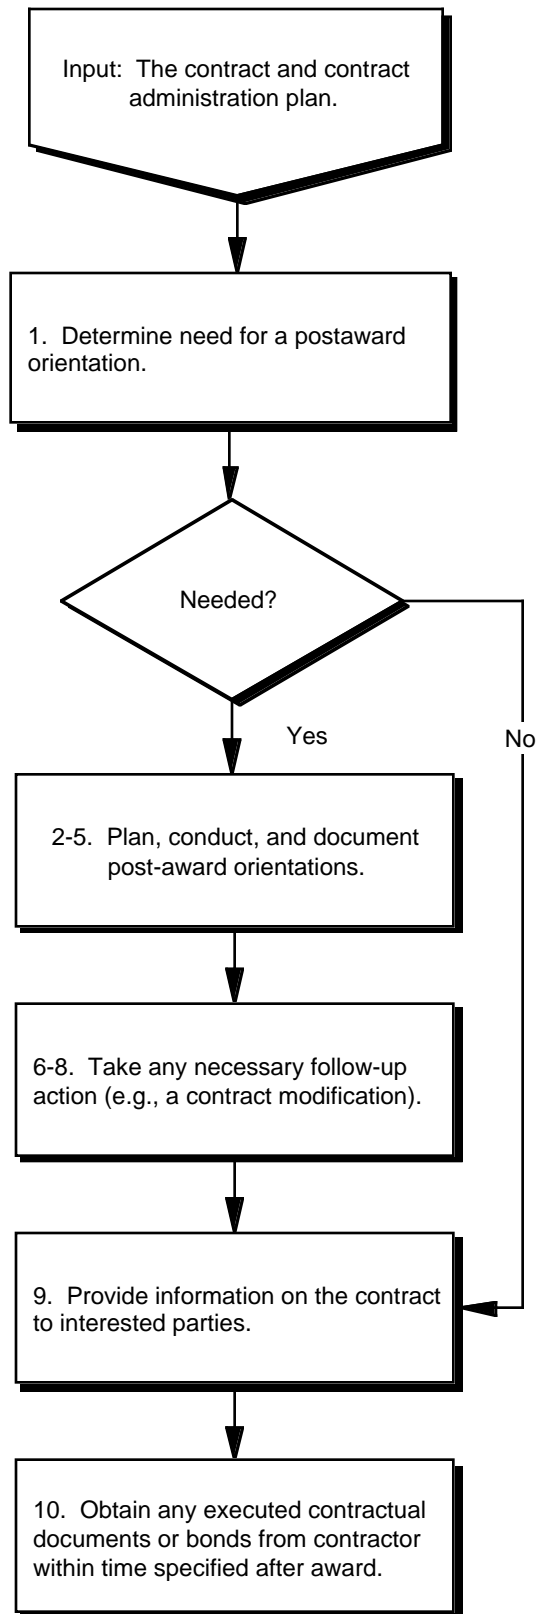 Input:  The contract and contract
administration plan.
1.  Determine need for a postaward
orientation.
Needed?
Yes
No
2-5.  Plan, conduct, and document
post-award orientations.
6-8.  Take any necessary follow-up
action (e.g., a contract modification).
9.  Provide information on the contract
to interested parties.
10.  Obtain any executed contractual
documents or bonds from contractor
within time specified after award.